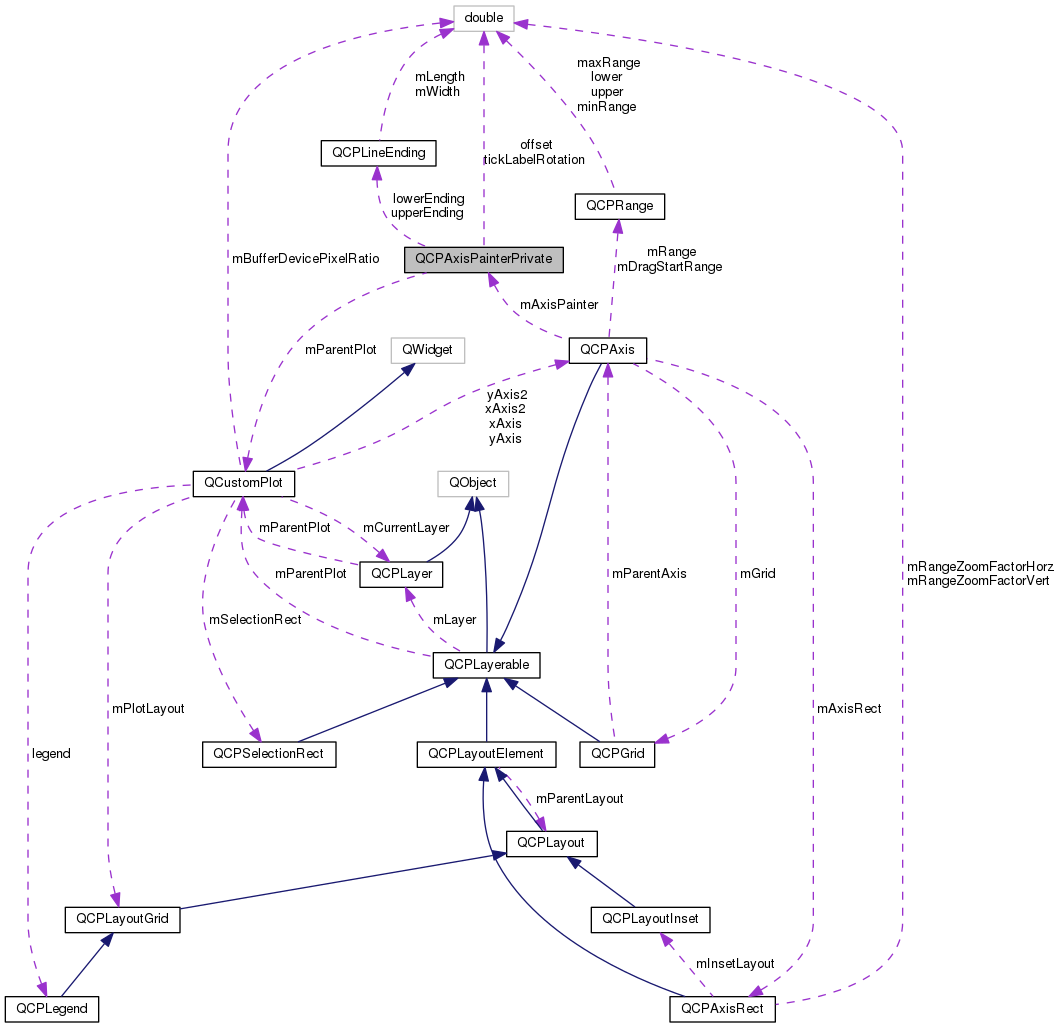 double
maxRange
lower
upper
minRange
mLength
mWidth
QCPLineEnding
offset
tickLabelRotation
lowerEnding
upperEnding
QCPRange
mBufferDevicePixelRatio
QCPAxisPainterPrivate
mRange
mDragStartRange
mAxisPainter
mParentPlot
QWidget
QCPAxis
yAxis2
xAxis2
xAxis
yAxis
QCustomPlot
QObject
mParentPlot
mCurrentLayer
mParentPlot
QCPLayer
mParentAxis
mGrid
mRangeZoomFactorHorz
mRangeZoomFactorVert
mSelectionRect
mLayer
QCPLayerable
mPlotLayout
mAxisRect
legend
QCPSelectionRect
QCPLayoutElement
QCPGrid
mParentLayout
QCPLayout
QCPLayoutGrid
QCPLayoutInset
mInsetLayout
QCPLegend
QCPAxisRect